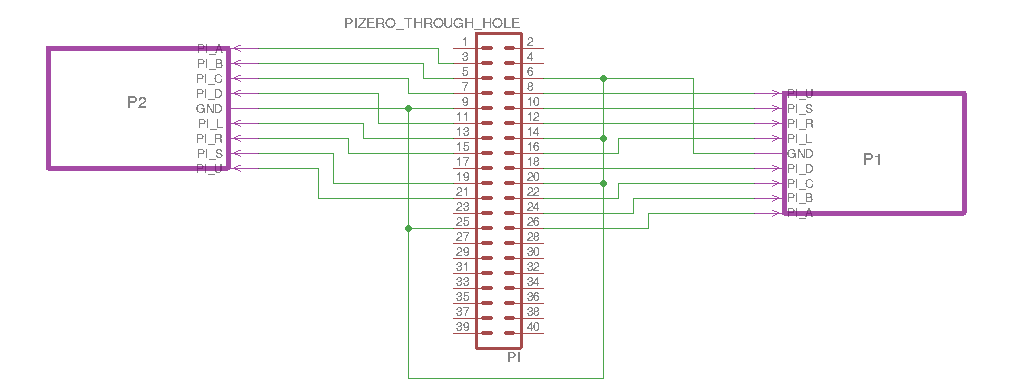 PIZERO_THROUGH_HOLE
P2
PI_A
PI_B
PI_C
PI_D
GND
PI_L
PI_R
PI_S
PI_U
1 2
3 4
5 6
7 8
9 10
11 12
13 14
15 16
17 18
19 20
21 22
23 24
25 26
27 28
29 30
31 32
33 34
35 36
37 38
39 40
PI
PI_U
PI_S
PI_R
PI_L
GND
PI_D
PI_C
PI_B
PI_A
P1